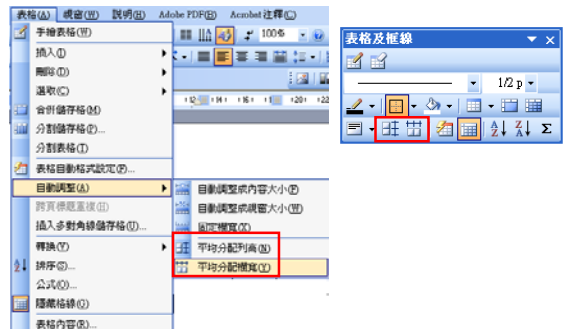 表格(A) 視窗(W) 說明(H) Adobe PDF(B) Acrobat 注釋(C)
手繪表格(W)
100%
插入(I)
刪除(D)
選取(C)
合併儲存格(M)
分割儲存格(P)...
分割表格(T)
表格自動格式設定(F)...
自動調整(A)
跨頁標題重複(H)
插入多對角線儲存格(U)...
轉換(V)
排序(S)...
公式(O)...
隱藏格線(G)
表格內容(R)...
自動調整成內容大小(F)
自動調整成視窗大小(W)
固定欄寬(X)
平均分配列高(N)
平均分配欄寬(Y)
表格及框線
1/2 p